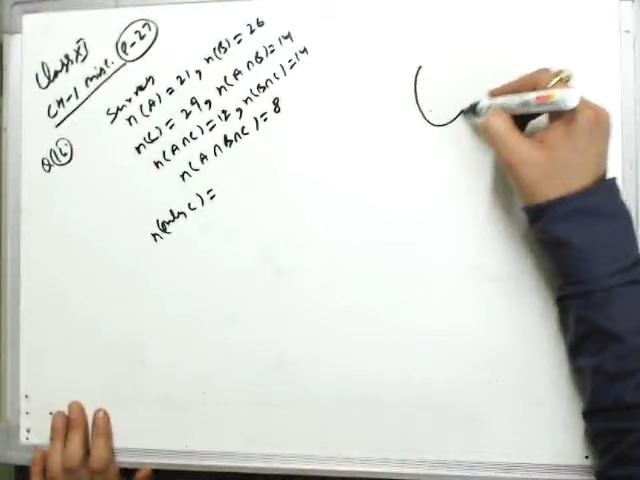 Class XI
CH-1 misc. P-27
Q 16 Survey
n(A) = 21, n(B) = 26
n(C) = 29, n(A∩B)=14
n(A∩C)=12, n(B∩C)=14
n(A∩B∩C)=8
n(only C) =